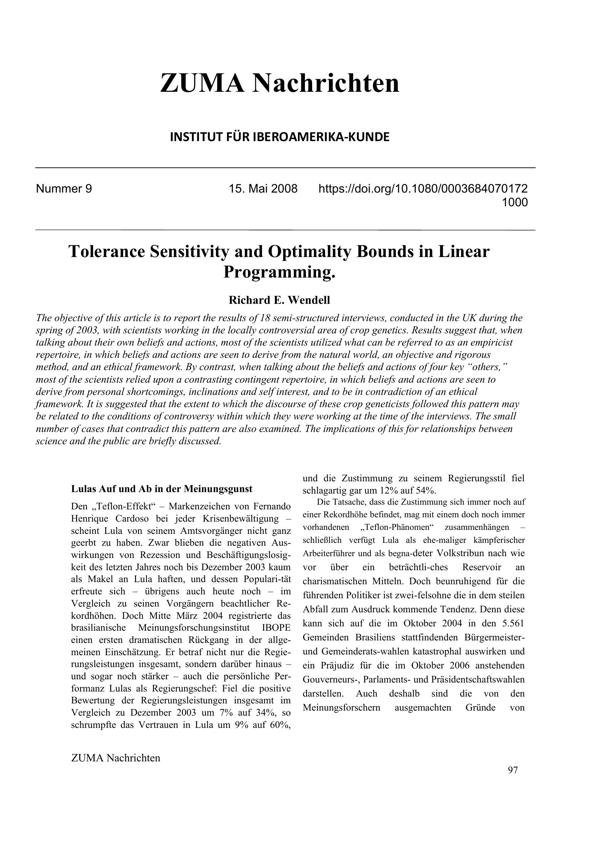 ZUMA Nachrichten
INSTITUT FÜR IBEROAMERIKA-KUNDE
Nummer 9 15. Mai 2008 https://doi.org/10.1080/0003684070172
1000
Tolerance Sensitivity and Optimality Bounds in Linear
Programming.
Richard E. Wendell
The objective of this article is to report the results of 18 semi-structured interviews, conducted in the UK during the
spring of 2003, with scientists working in the locally controversial area of crop genetics. Results suggest that, when
talking about their own beliefs and actions, most of the scientists utilized what can be referred to as an empiricist
repertoire, in which beliefs and actions are seen to derive from the natural world, an objective and rigorous
method, and an ethical framework. By contrast, when talking about the beliefs and actions of four key “others,”
most of the scientists relied upon a contrasting contingent repertoire, in which beliefs and actions are seen to
derive from personal shortcomings, inclinations and self interest, and to be in contradiction of an ethical
framework. It is suggested that the extent to which the discourse of these crop geneticists followed this pattern may
be related to the conditions of controversy within which they were working at the time of the interviews. The small
number of cases that contradict this pattern are also examined. The implications of this for relationships between
science and the public are briefly discussed.
Lulas Auf und Ab in der Meinungsgunst
Den „Teflon-Effekt“ – Markenzeichen von Fernando
Henrique Cardoso bei jeder Krisenbewältigung –
scheint Lula von seinem Amtsvorgänger nicht ganz
geerbt zu haben. Zwar blieben die negativen Aus-
wirkungen von Rezession und Beschäftigungslosig-
keit des letzten Jahres noch bis Dezember 2003 kaum
als Makel an Lula haften, und dessen Populari-tät
erfreute sich – übrigens auch heute noch – im
Vergleich zu seinen Vorgängern beachtlicher Re-
kordhöhen. Doch Mitte März 2004 registrierte das
brasilianische Meinungsforschungsinstitut IBOPE
einen ersten dramatischen Rückgang in der allge-
meinen Einschätzung. Er betraf nicht nur die Regie-
rungsleistungen insgesamt, sondern darüber hinaus –
und sogar noch stärker – auch die persönliche Per-
formanz Lulas als Regierungschef: Fiel die positive
Bewertung der Regierungsleistungen insgesamt im
Vergleich zu Dezember 2003 um 7% auf 34%, so
schrumpfte das Vertrauen in Lula um 9% auf 60%,
und die Zustimmung zu seinem Regierungsstil fiel
schlagartig gar um 12% auf 54%.
Die Tatsache, dass die Zustimmung sich immer noch auf
einer Rekordhöhe befindet, mag mit einem doch noch immer
vorhandenen „Teflon-Phänomen“ zusammenhängen –
schließlich verfügt Lula als ehe-maliger kämpferischer
Arbeiterführer und als begna-deter Volkstribun nach wie
vor über ein beträchtli-ches Reservoir an
charismatischen Mitteln. Doch beunruhigend für die
führenden Politiker ist zwei-felsohne die in dem steilen
Abfall zum Ausdruck kommende Tendenz. Denn diese
kann sich auf die im Oktober 2004 in den 5.561
Gemeinden Brasiliens stattfindenden Bürgermeister-
und Gemeinderats-wahlen katastrophal auswirken und
ein Präjudiz für die im Oktober 2006 anstehenden
Gouverneurs-, Parlaments- und Präsidentschaftswahlen
darstellen. Auch deshalb sind die von den
Meinungsforschern ausgemachten Gründe von
ZUMA Nachrichten
97